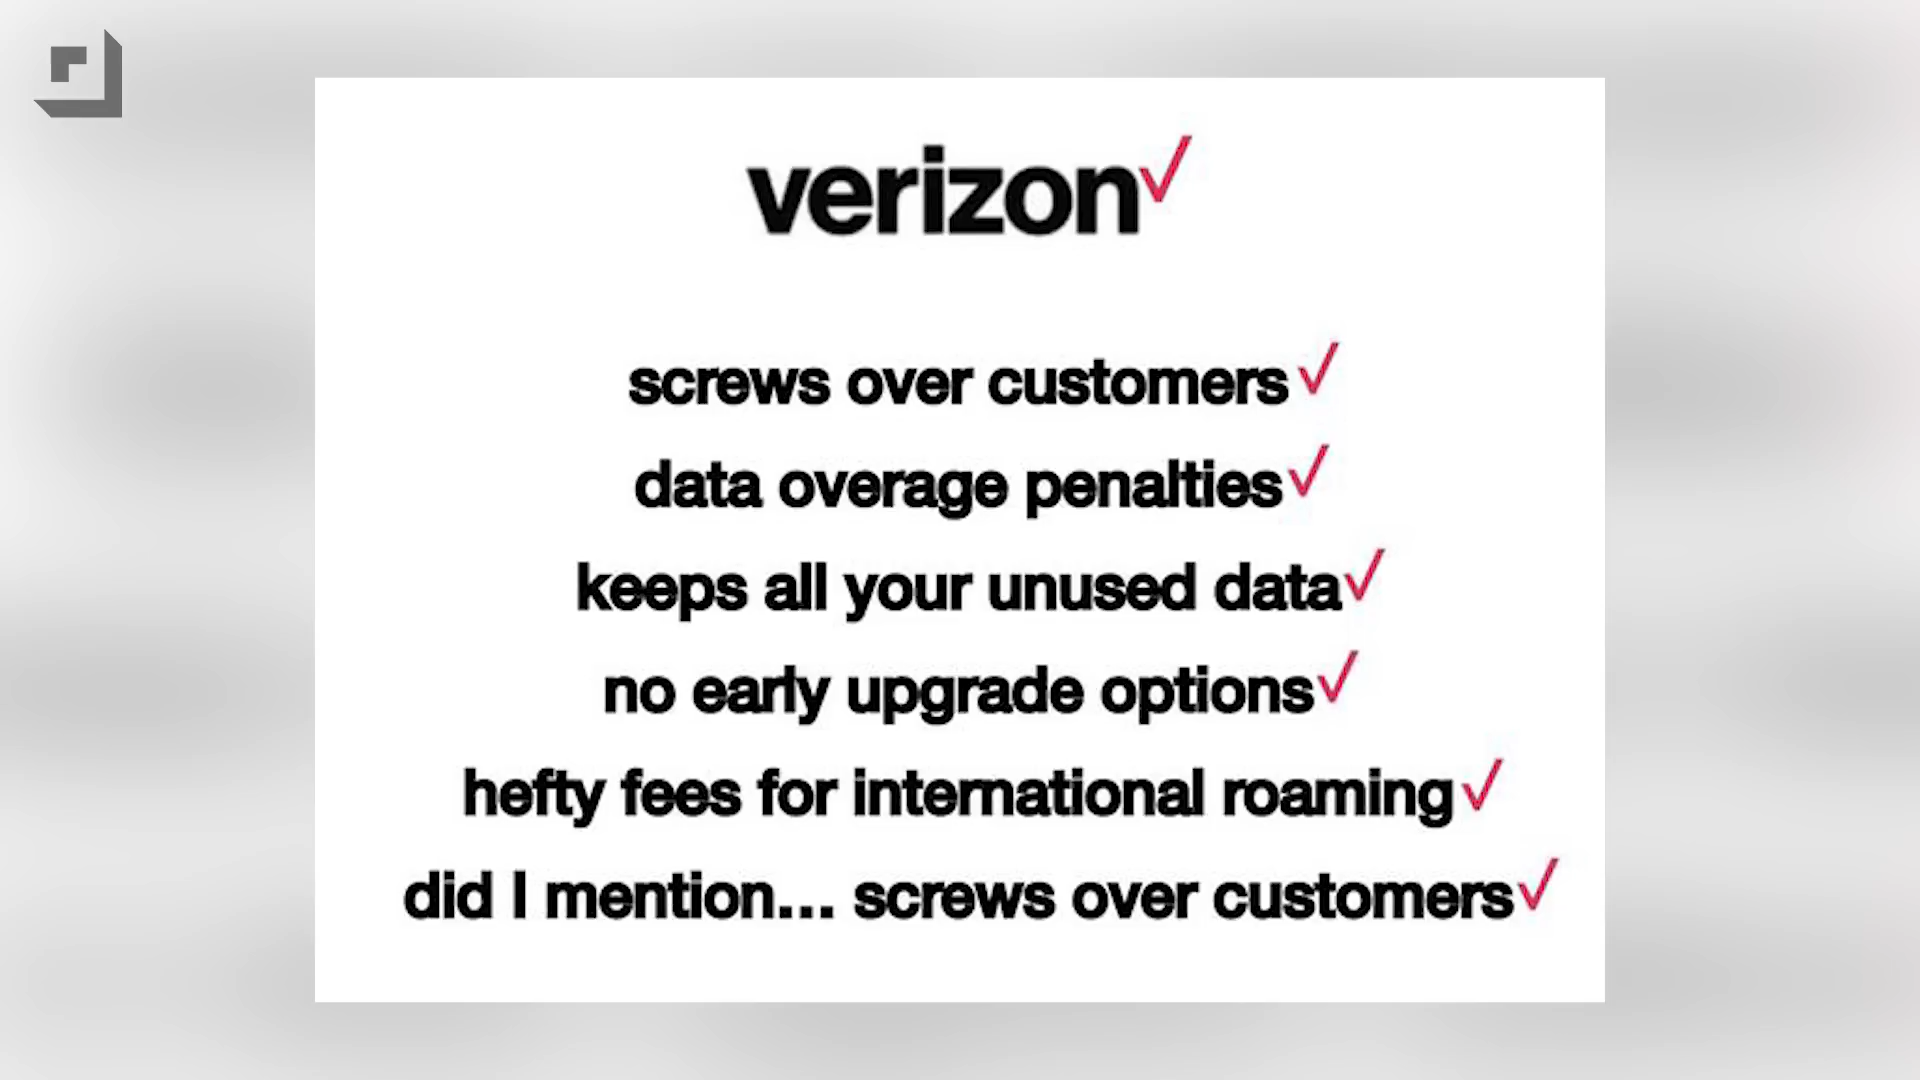 verizon✓
screws over customers ✓
data overage penalties✓
keeps all your unused data✓
no early upgrade options✓
hefty fees for international roaming ✓
did I mention... screws over customers✓